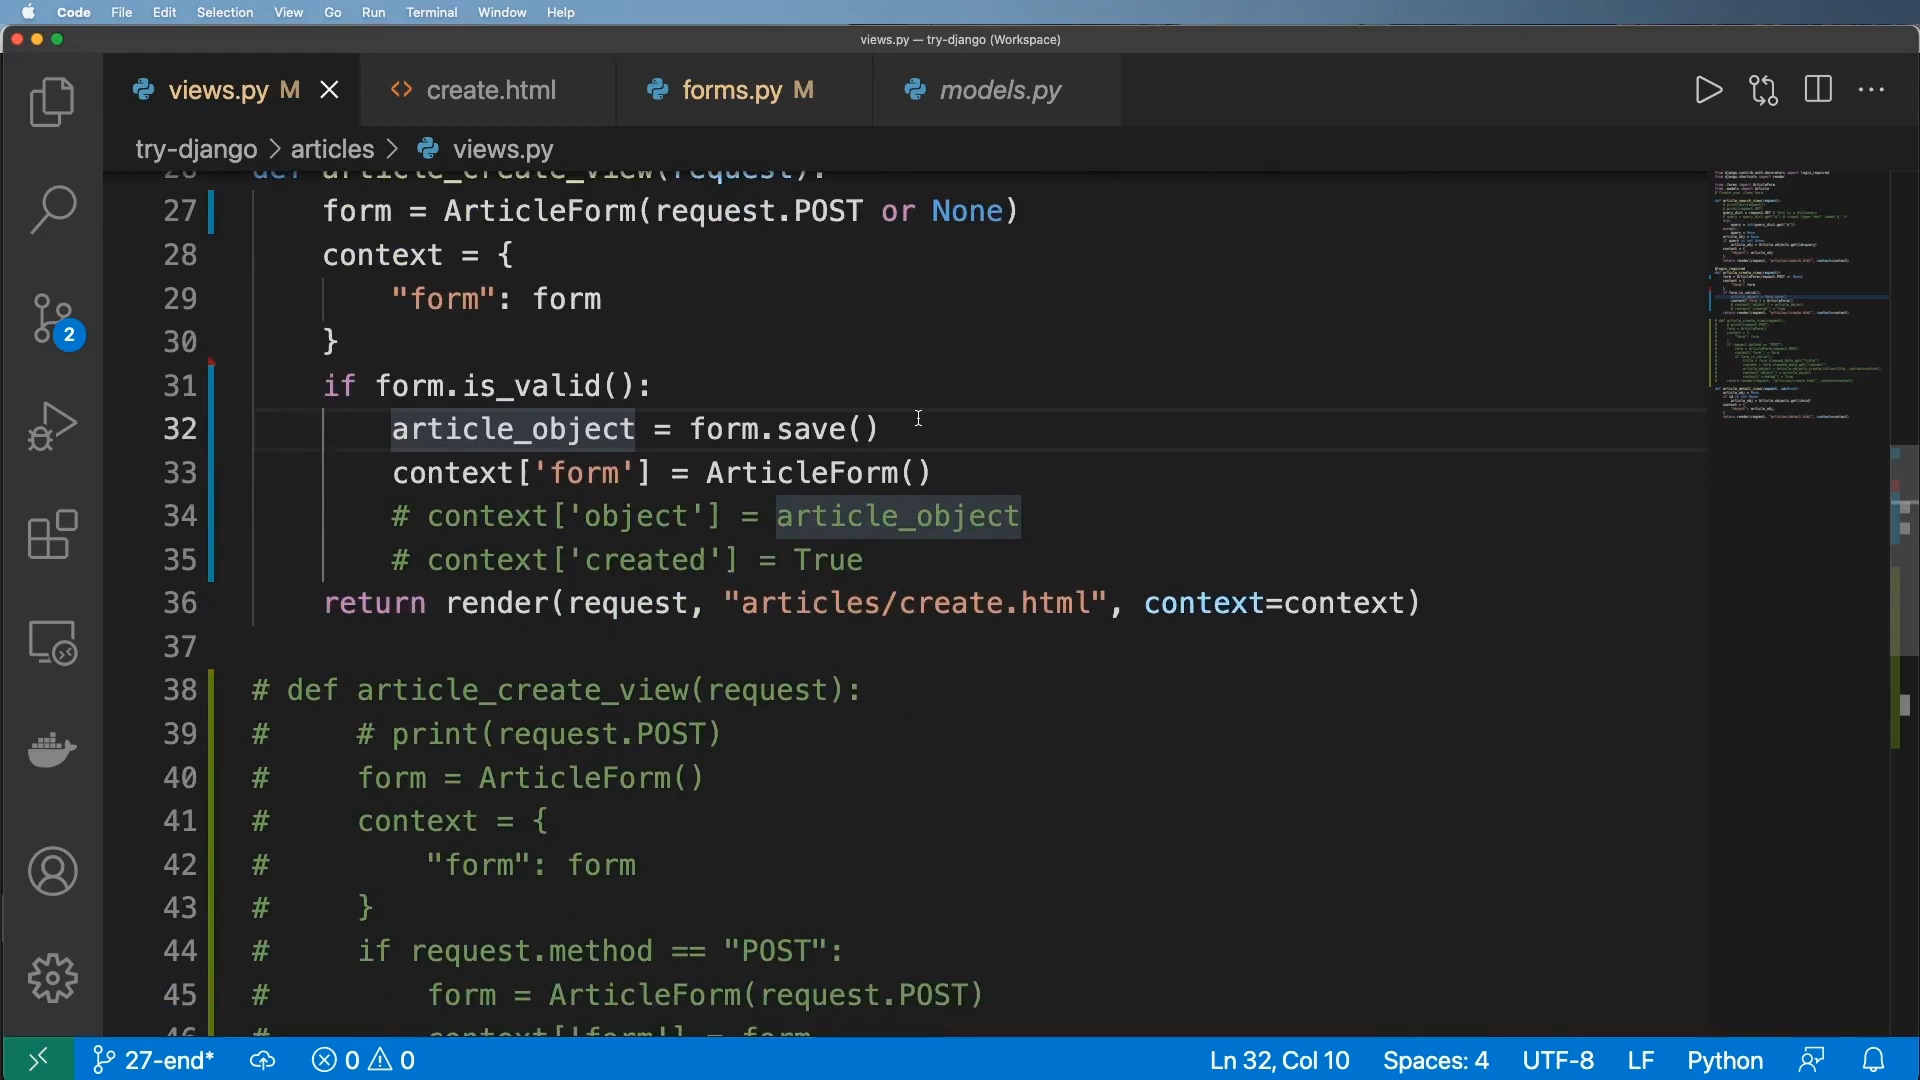 Code File Edit Selection View Go Run Terminal Window Help
views.py — try-django (Workspace)
views.py M create.html forms.py M models.py
try-django > articles > views.py
26 def article_create_view(request):
27 form = ArticleForm(request.POST or None)
28 context = {
29 "form": form
30 }
31 if form.is_valid():
32 article_object = form.save()
33 context['form'] = ArticleForm()
34 # context['object'] = article_object
35 # context['created'] = True
36 return render(request, "articles/create.html", context=context)
37
38 # def article_create_view(request):
39 # # print(request.POST)
40 # form = ArticleForm()
41 # context = {
42 # "form": form
43 # }
44 # if request.method == "POST":
45 # form = ArticleForm(request.POST)
46 # context['form'] = form
2
27-end* 0 0 Ln 32, Col 10 Spaces: 4 UTF-8 LF Python